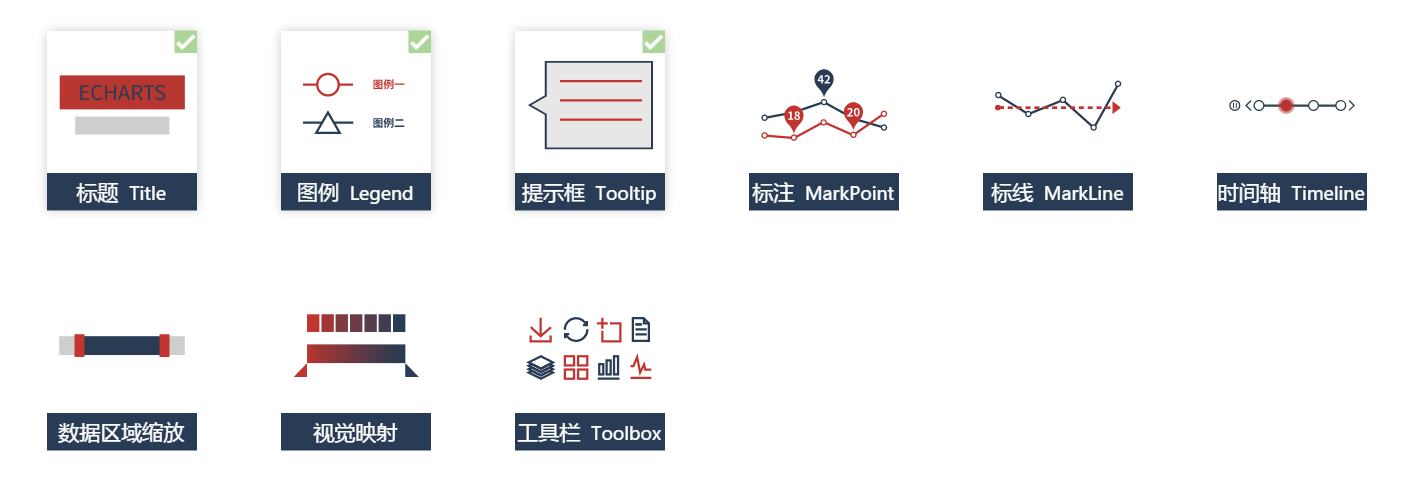 ECHARTS
标题 Title
图例一
图例二
图例 Legend
提示框 Tooltip
42
18
20
标注 MarkPoint
标线 MarkLine
时间轴 Timeline
数据区域缩放
视觉映射
工具栏 Toolbox